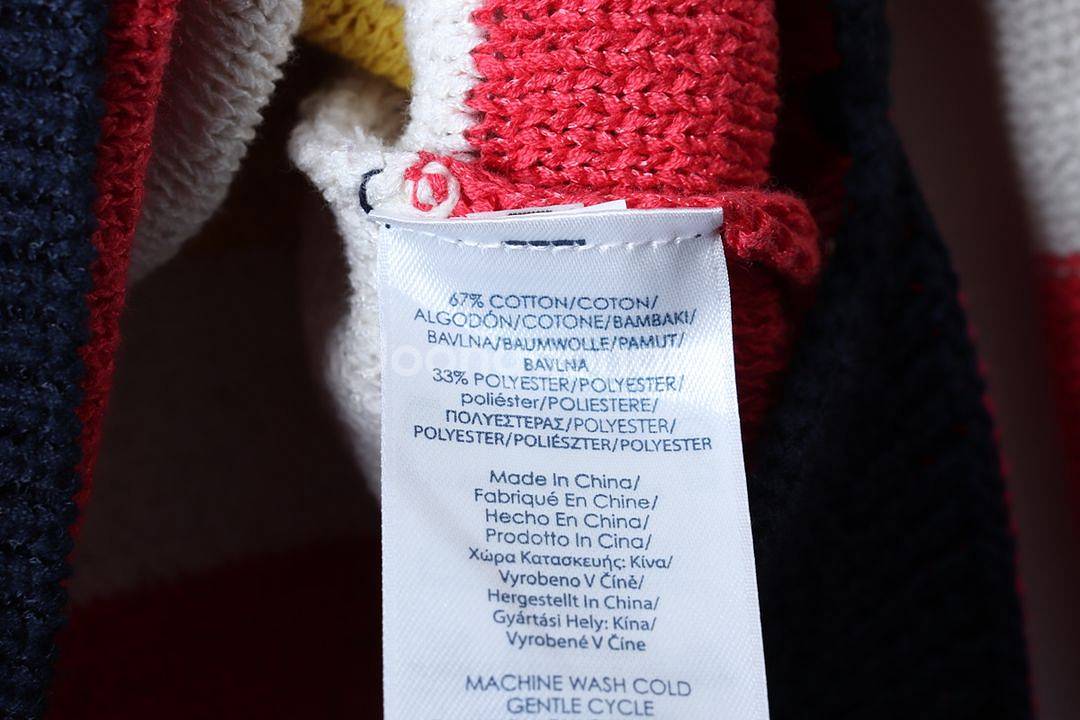 67% COTTON/COTON/
ALGODÓN/COTONE/BAMBAKI/
BAVLNA/BAUMWOLLE/PAMUT/
BAVLNA
33% POLYESTER/POLYESTER/
poliéster/POLIESTERE/
ΠΟΛΥΕΣΤΕΡΑΣ/POLYESTER/
POLYESTER/POLIÉSZTER/POLYESTER
Made In China/
Fabriqué En Chine/
Hecho En China/
Prodotto In Cina/
Χώρα Κατασκευής: Κίνα/
Vyrobeno V Číně/
Hergestellt In China/
Gyártási Hely: Kína/
Vyrobené V Číne
MACHINE WASH COLD
GENTLE CYCLE